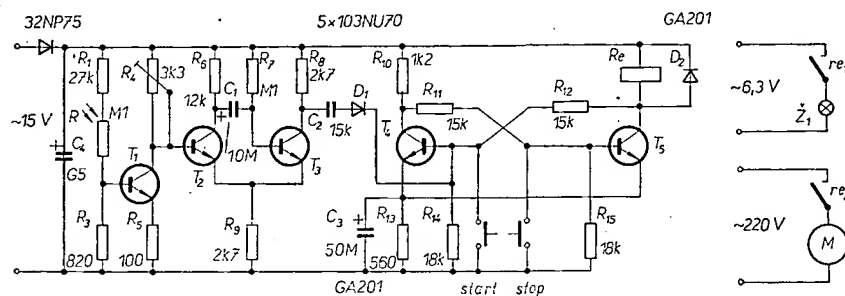 32NP75
5×103NU70
GA201
R1
27k
R4
3k3
R6
12k
R7
M1
R8
2k7
R10
1k2
Re
D2
re1
C1
10M
D1
C2
15k
R11
15k
R12
15k
~6,3 V
Ž1
~15 V
R
M1
C4
G5
T1
T2
T3
T4
T5
re2
R3
820
R5
100
R9
2k7
C3
50M
R13
560
R14
18k
R15
18k
~220 V
M
GA201
start
stop